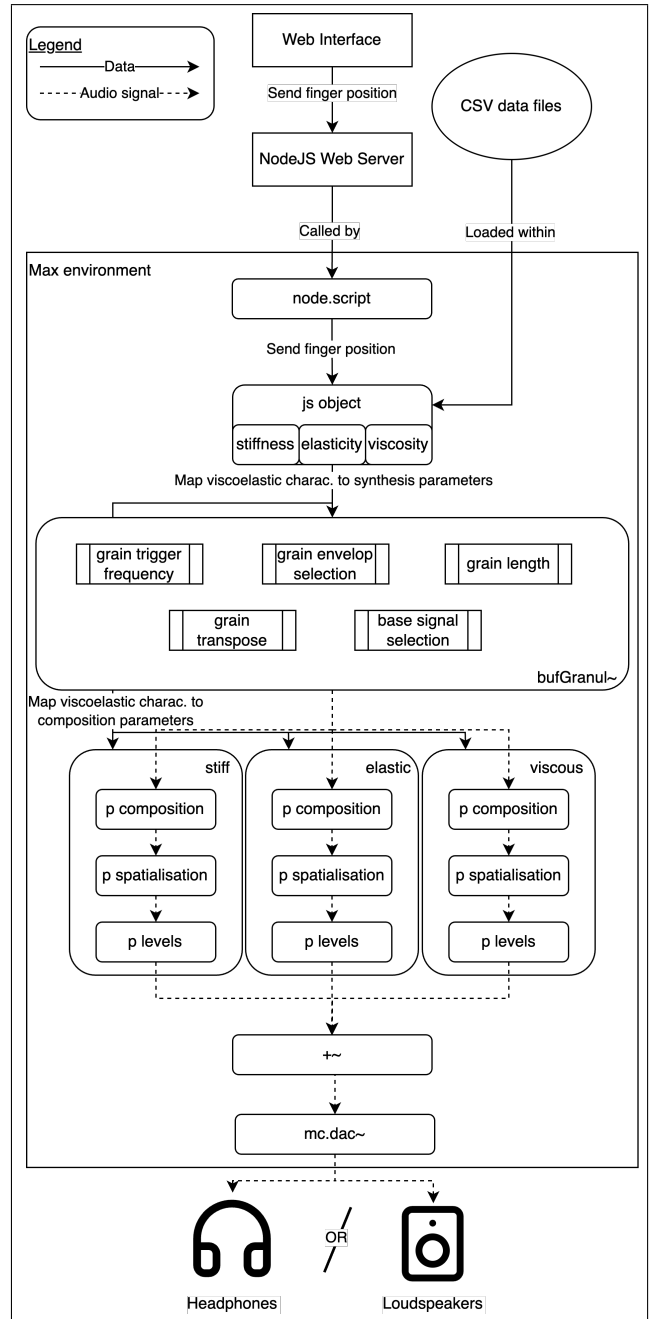 Legend
Data
Audio signal
Web Interface
Send finger position
CSV data files
NodeJS Web Server
Called by
Loaded within
Max environment
node.script
Send finger position
js object
stiffness elasticity viscosity
Map viscoelastic charac. to synthesis parameters
grain trigger
frequency
grain envelop
selection
grain length
grain
transpose
base signal
selection
bufGranul~
Map viscoelastic charac. to
composition parameters
stiff
elastic
viscous
p composition
p composition
p composition
p spatialisation
p spatialisation
p spatialisation
p levels
p levels
p levels
+~
mc.dac~
OR
Headphones
Loudspeakers